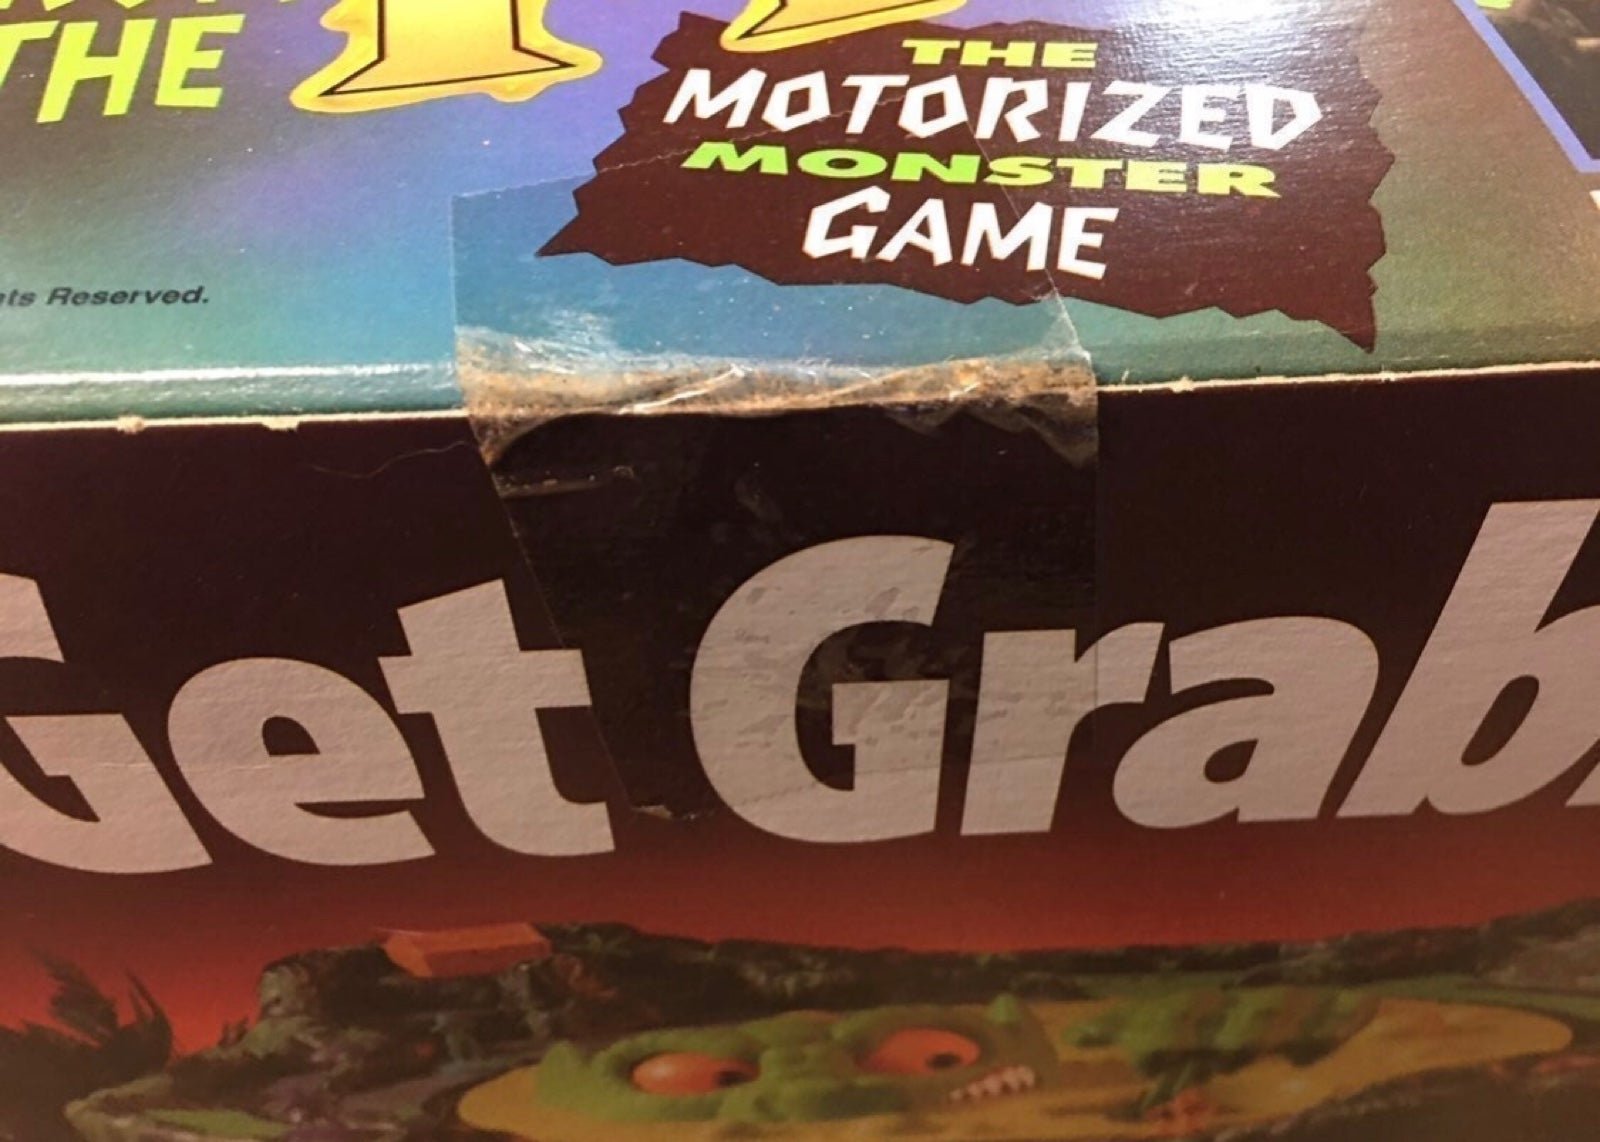 THE
THE
MOTORIZED
MONSTER
GAME
Reserved.
Get Grab